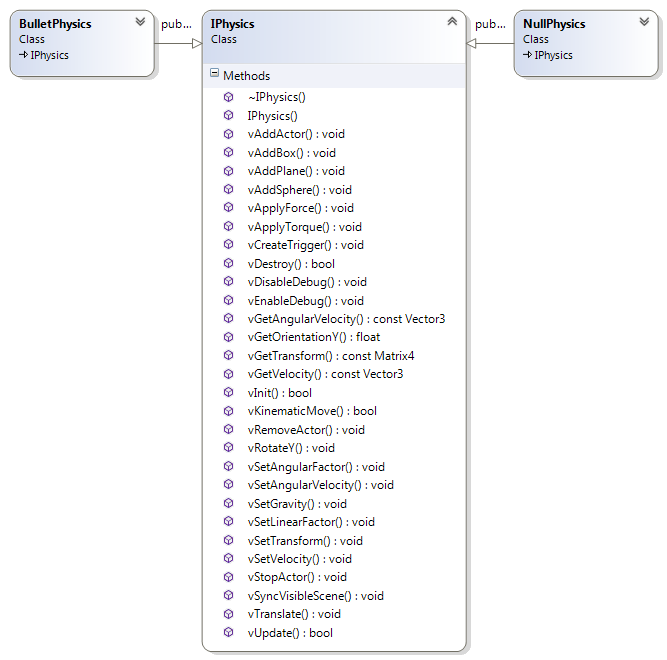 BulletPhysics
Class
IPhysics
pub...
IPhysics
Class
Methods
~IPhysics()
IPhysics()
vAddActor() : void
vAddBox() : void
vAddPlane() : void
vAddSphere() : void
vApplyForce() : void
vApplyTorque() : void
vCreateTrigger() : void
vDestroy() : bool
vDisableDebug() : void
vEnableDebug() : void
vGetAngularVelocity() : const Vector3
vGetOrientationY() : float
vGetTransform() : const Matrix4
vGetVelocity() : const Vector3
vInit() : bool
vKinematicMove() : bool
vRemoveActor() : void
vRotateY() : void
vSetAngularFactor() : void
vSetAngularVelocity() : void
vSetGravity() : void
vSetLinearFactor() : void
vSetTransform() : void
vSetVelocity() : void
vStopActor() : void
vSyncVisibleScene() : void
vTranslate() : void
vUpdate() : bool
pub...
NullPhysics
Class
IPhysics